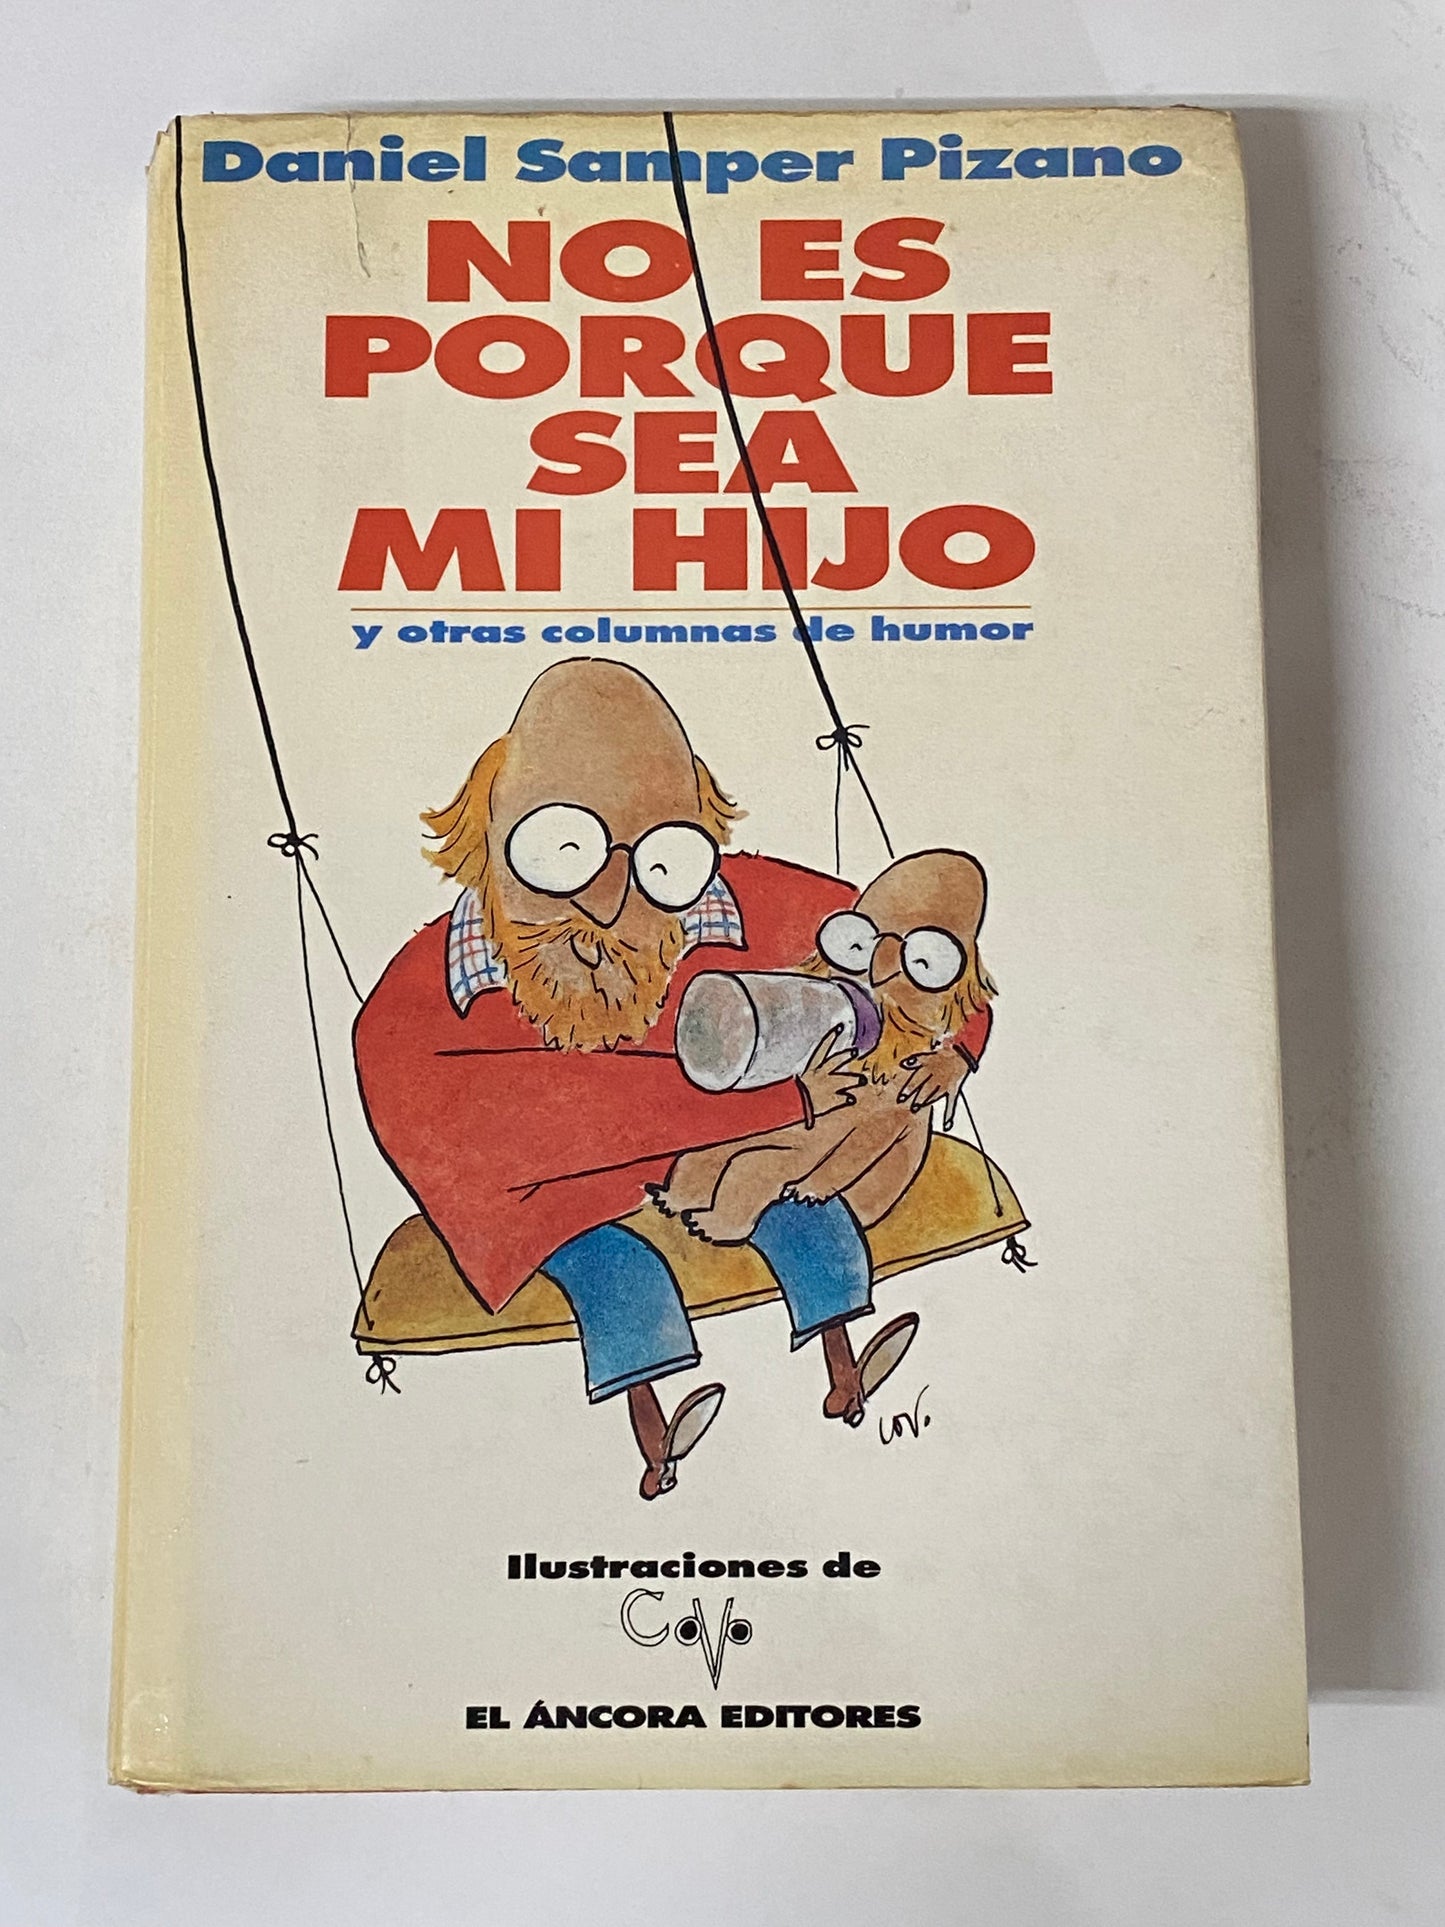 Daniel Samper Pizano
NO ES
PORQUE
SEA
MI HIJO
y otras columnas de humor
COV.
Ilustraciones de
CoVo
EL ÁNCORA EDITORES